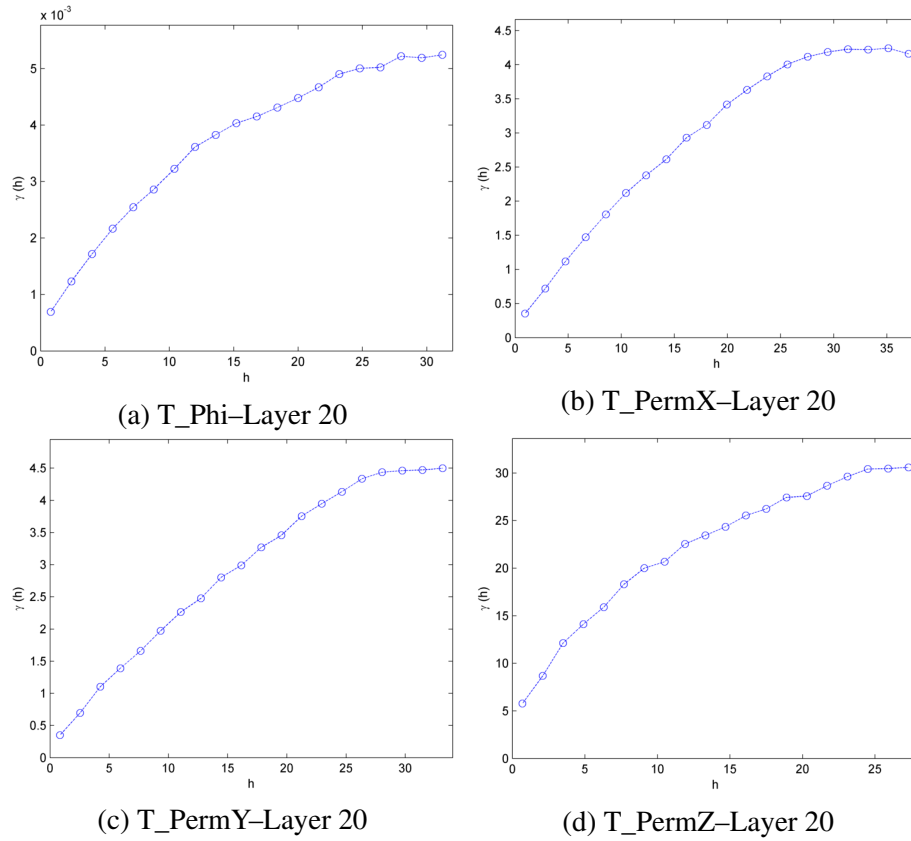 x 10⁻³
5
4
3
2
1
0
γ (h)
0 5 10 15 20 25 30
h
(a) T_Phi–Layer 20
4.5
4
3.5
3
2.5
2
1.5
1
0.5
0
γ (h)
0 5 10 15 20 25 30 35
h
(b) T_PermX–Layer 20
4.5
4
3.5
3
2.5
2
1.5
1
0.5
0
γ (h)
0 5 10 15 20 25 30
h
(c) T_PermY–Layer 20
30
25
20
15
10
5
0
γ (h)
0 5 10 15 20 25
h
(d) T_PermZ–Layer 20